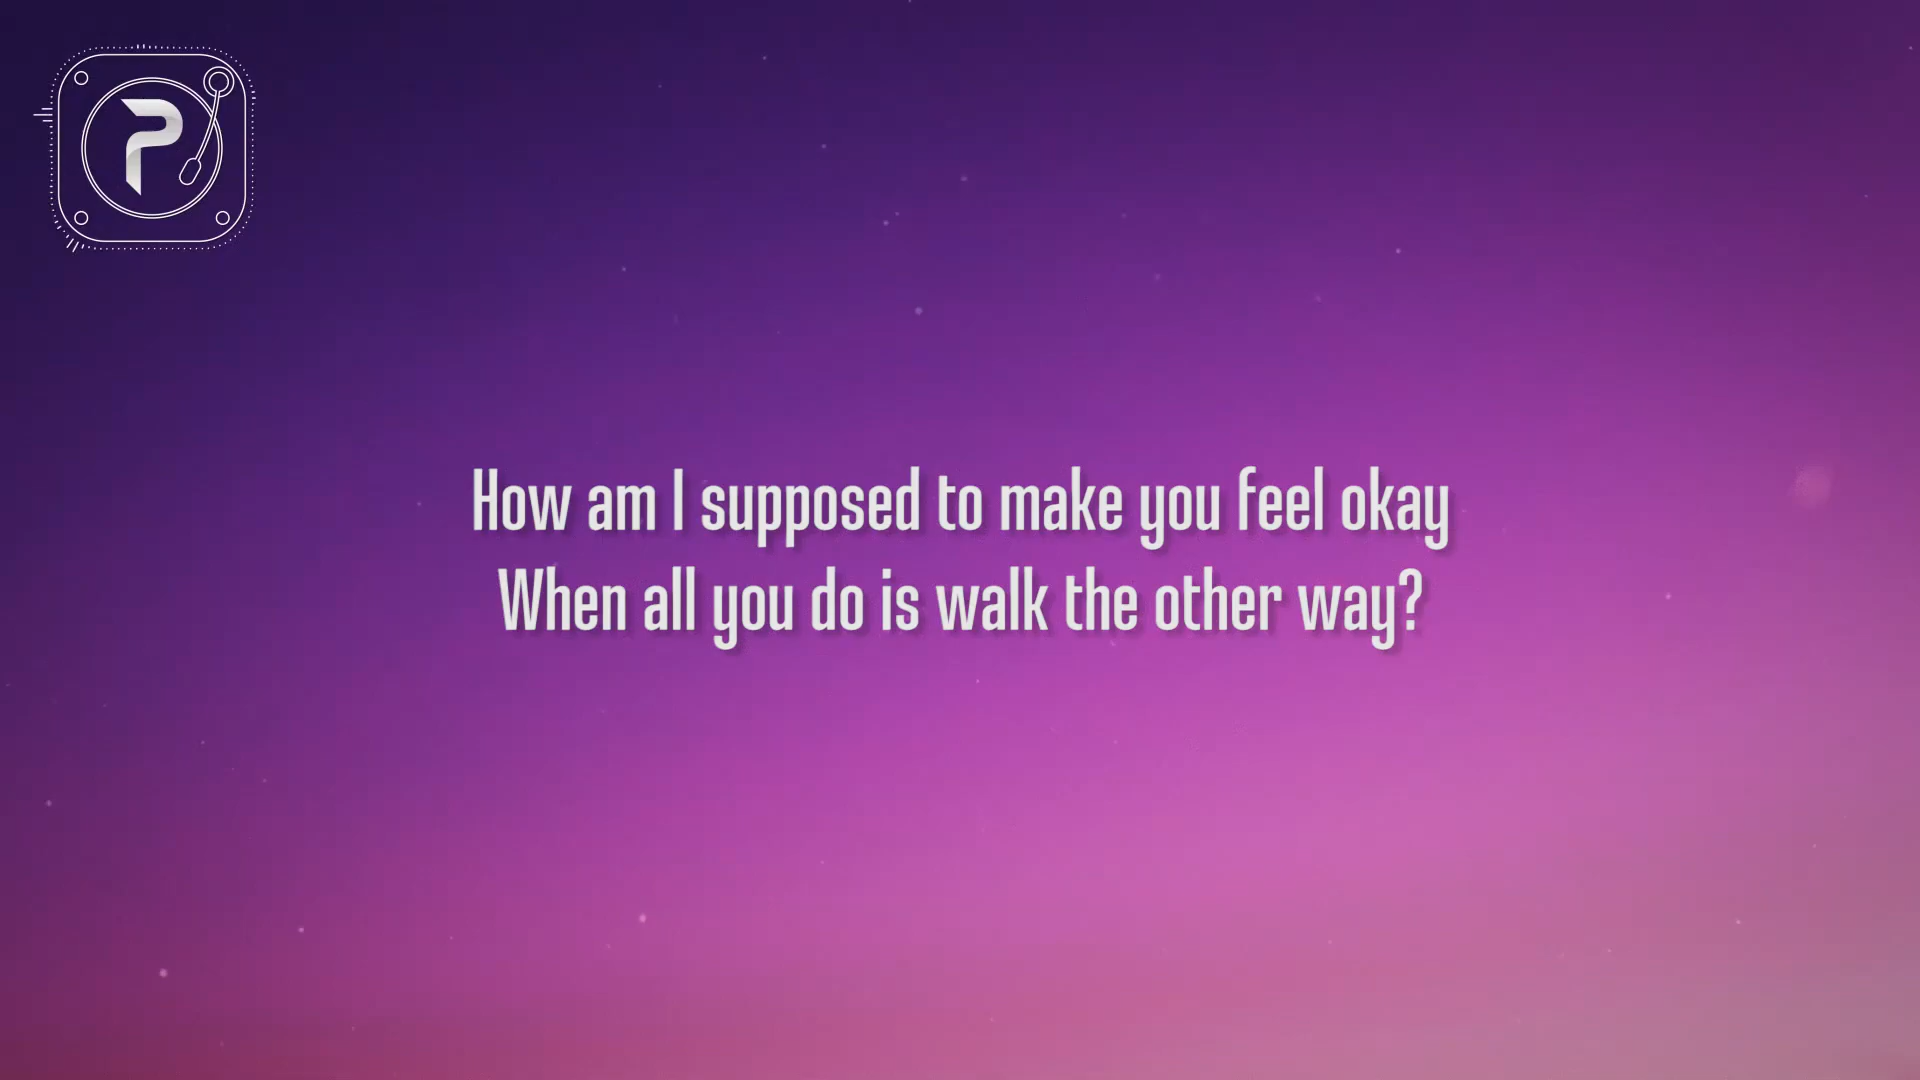 P
How am I supposed to make you feel okay
When all you do is walk the other way?